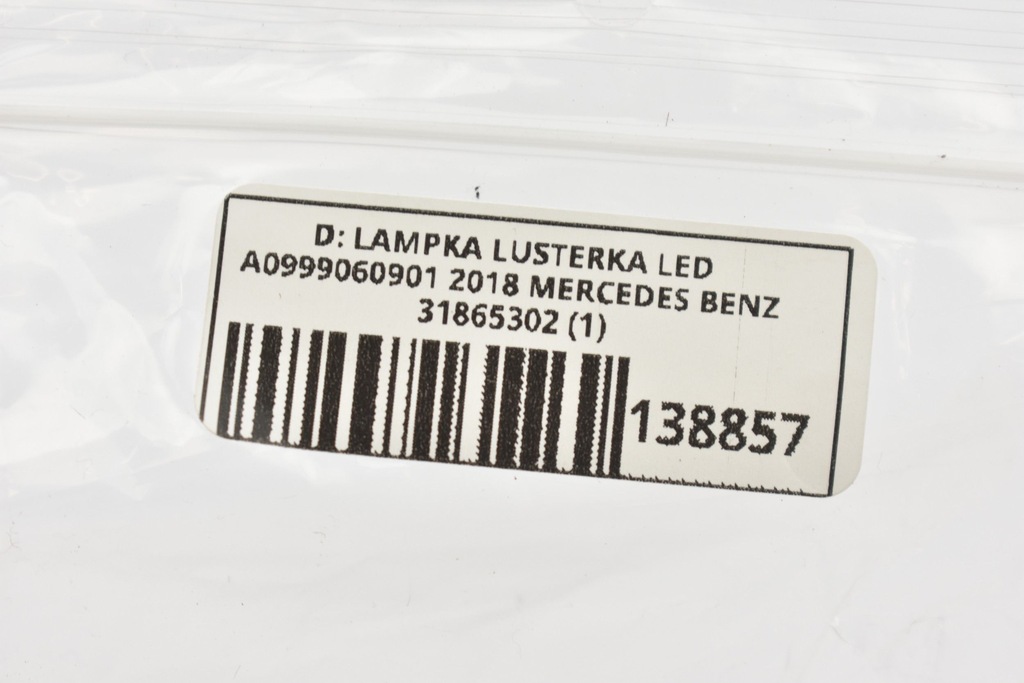 D: LAMPKA LUSTERKA LED
A0999060901 2018 MERCEDES BENZ
31865302 (1)
138857